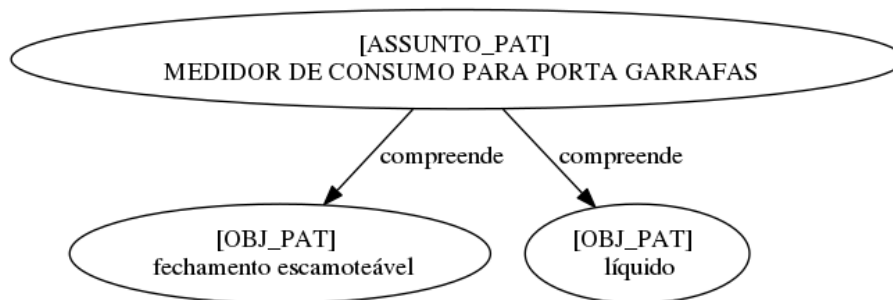 [ASSUNTO_PAT]
MEDIDOR DE CONSUMO PARA PORTA GARRAFAS
compreende
compreende
[OBJ_PAT]
fechamento escamoteável
[OBJ_PAT]
líquido